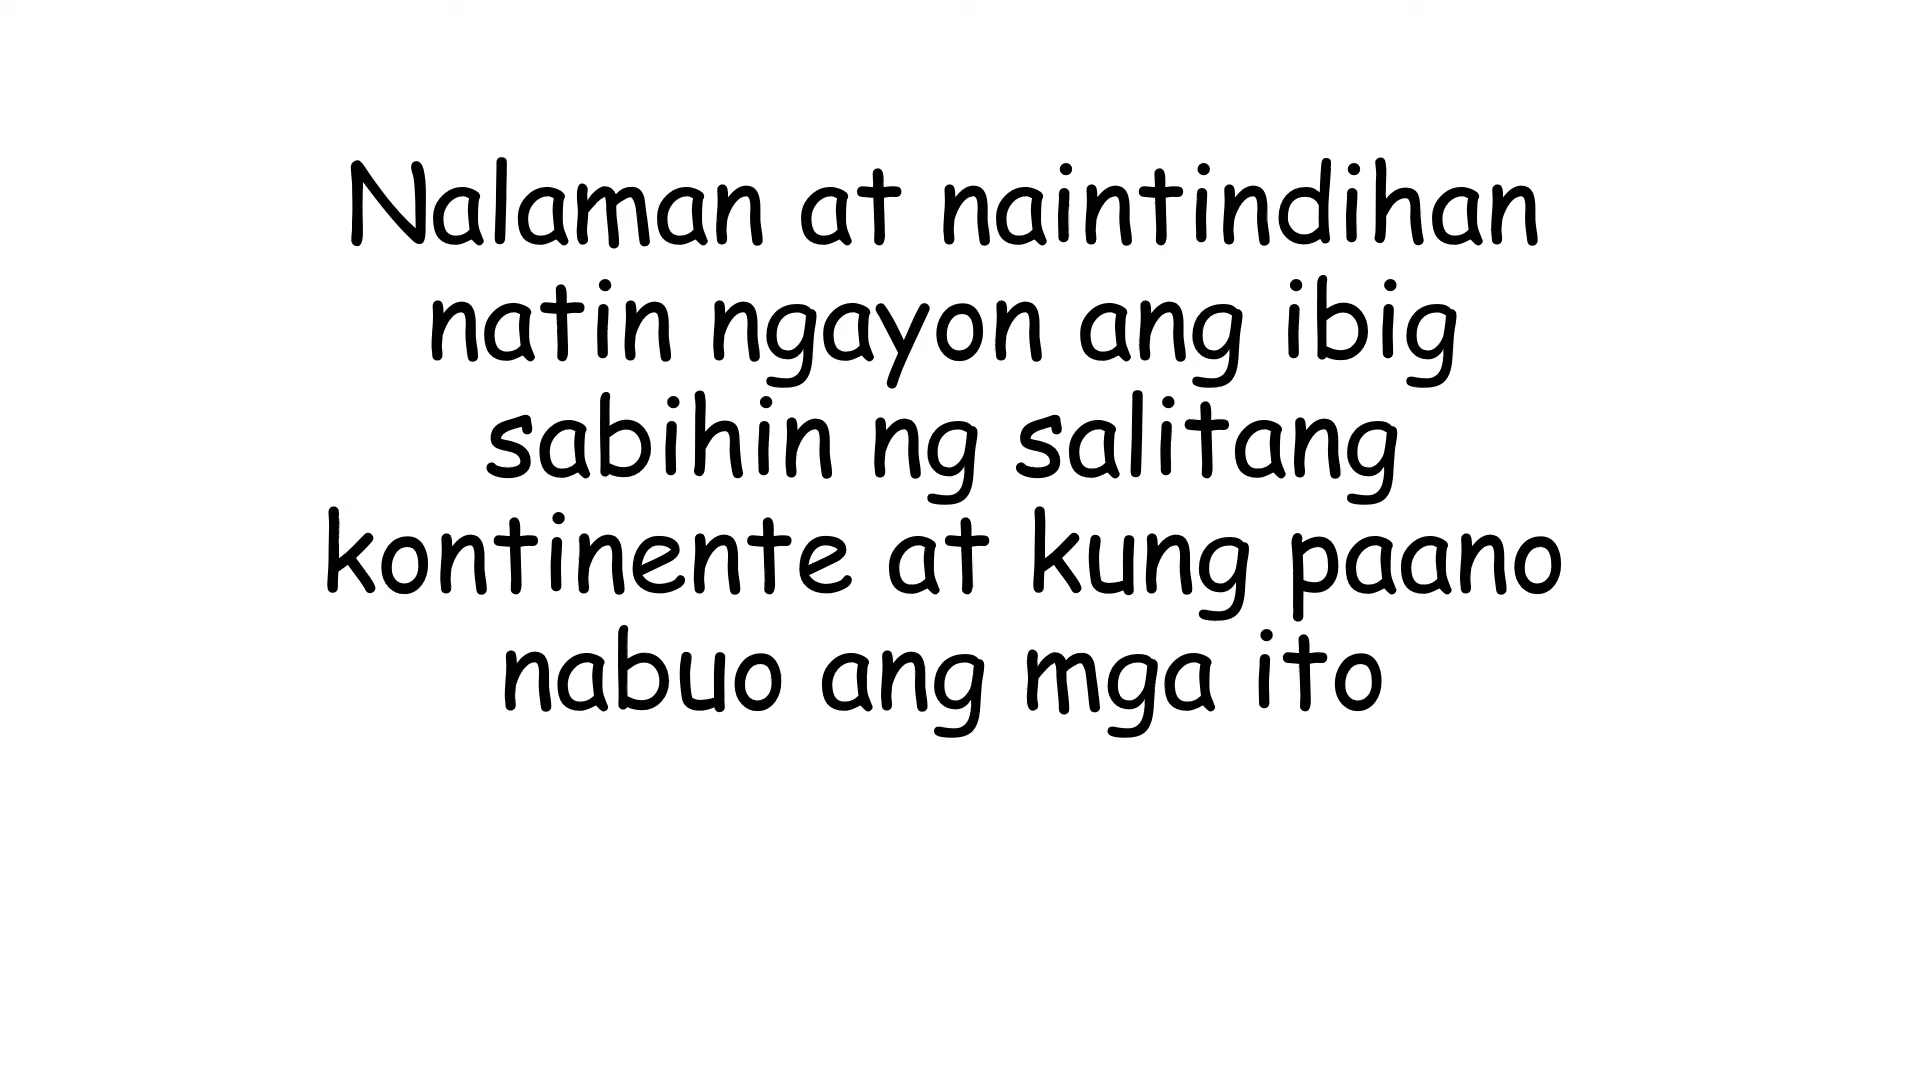 Nalaman at naintindihan
natin ngayon ang ibig
sabihin ng salitang
kontinente at kung paano
nabuo ang mga ito